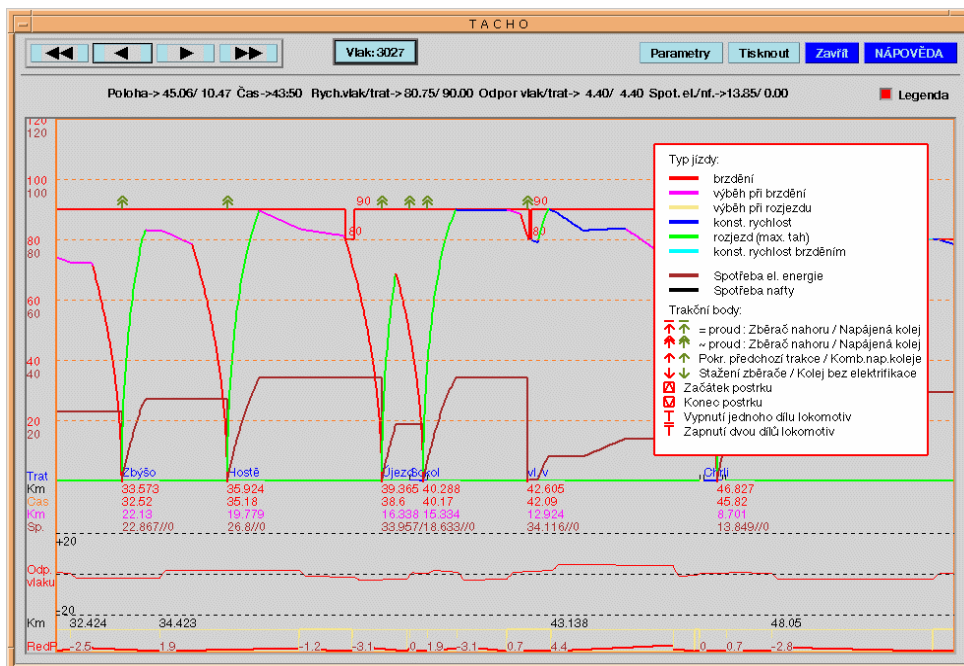 TACHO
Vlak: 3027
Parametry
Tisknout
Zavřít
NÁPOVĚDA
Poloha-> 45.06/ 10.47 Čas->43:50 Rych.vlak/trat-> 80.75/ 90.00 Odpor vlak/trat-> 4.40/ 4.40 Spot.el./nf.->13.85/ 0.00
Legenda
120
120
100
100
80
80
60
60
40
40
20
20
90
80
90
80
Typ jízdy:
brzdění
výběh při brzdění
výběh při rozjezdu
konst. rychlost
rozjezd (max. tah)
konst. rychlost brzděním
Spotřeba el. energie
Spotřeba nafty
Trakční body:
= proud : Zběrač nahoru / Napájená kolej
~ proud : Zběrač nahoru / Napájená kolej
Pokr. předchozí trakce / Komb.nap.koleje
Stažení zběrače / Kolej bez elektrifikace
Začátek postrku
Konec postrku
Vypnutí jednoho dílu lokomotiv
Zapnutí dvou dílů lokomotiv
Trat Zbýšo Hostě Újezd vl. v
Km 33.573 35.924 39.365 40.288 42.605 46.827
Cas 32.52 35.18 38.6 40.17 42.09 45.82
Km 22.13 19.779 16.338 15.334 12.924 8.701
Sp. 22.867//0 26.8//0 33.957//18.633//0 34.116//0 13.849//0
+20
Odp.
vlaku
-20
Km 32.424 34.423 43.138 48.05
RedP -2.5 1.9 -1.2 -3.1 0 1.9 -3.1 0.7 4.4 0 0.7 -2.8